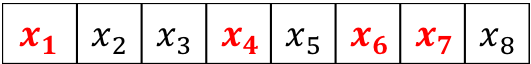 x₁ x₂ x₃ x₄ x₅ x₆ x₇ x₈